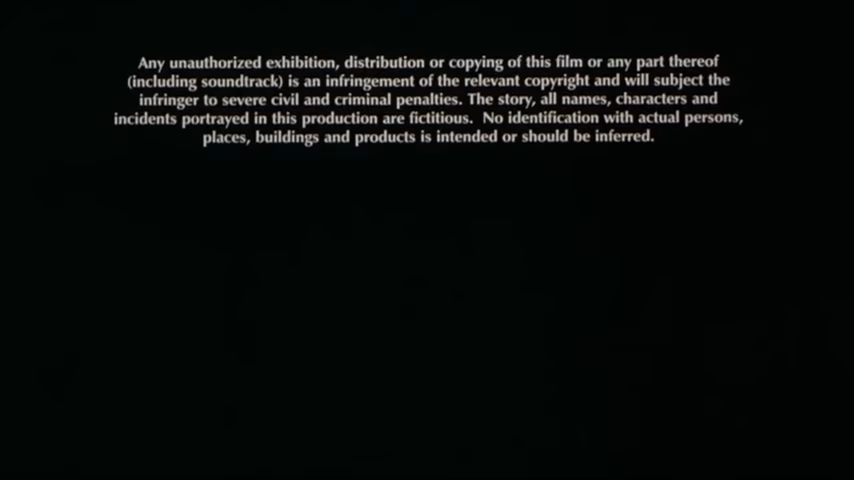 Any unauthorized exhibition, distribution or copying of this film or any part thereof
(including soundtrack) is an infringement of the relevant copyright and will subject the
infringer to severe civil and criminal penalties. The story, all names, characters and
incidents portrayed in this production are fictitious.  No identification with actual persons,
places, buildings and products is intended or should be inferred.